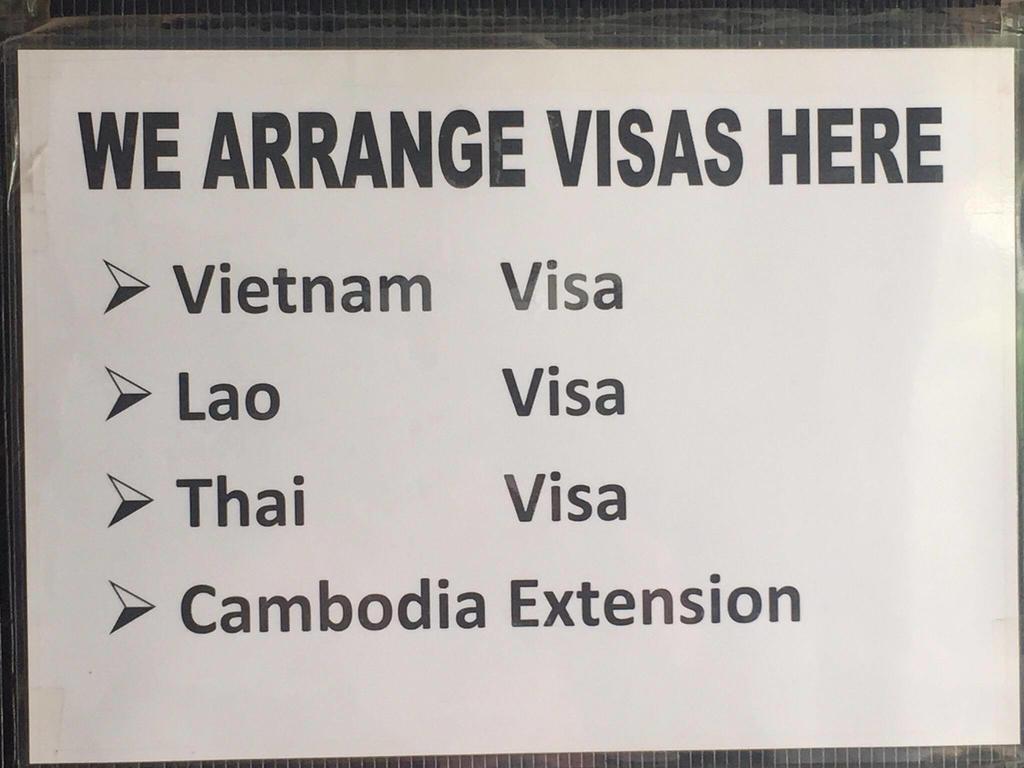 WE ARRANGE VISAS HERE
➢ Vietnam Visa
➢ Lao Visa
➢ Thai Visa
➢ Cambodia Extension